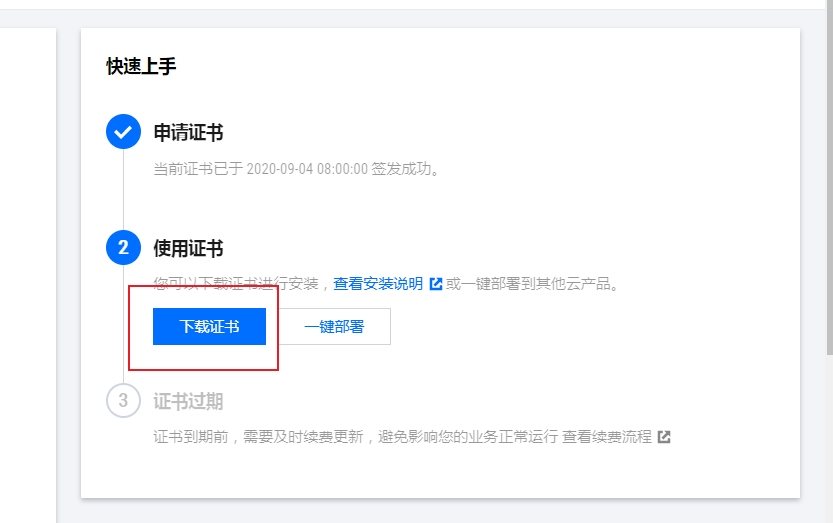 快速上手
申请证书
当前证书已于 2020-09-04 08:00:00 签发成功。
2 使用证书
您可以下载证书进行安装，查看安装说明 或一键部署到其他云产品。
下载证书 一键部署
3 证书过期
证书到期前，需要及时续费更新，避免影响您的业务正常运行 查看续费流程